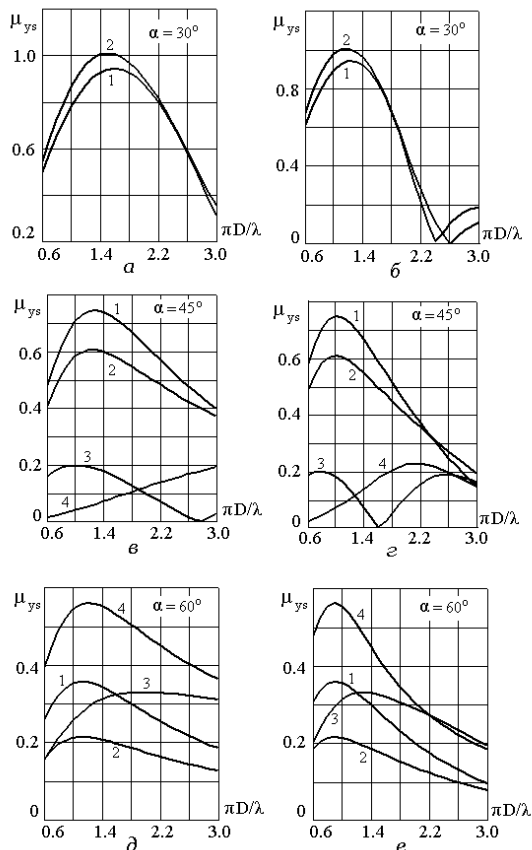 μys α = 30° 2 1.0 1 0.6 0.2 0.6 1.4 2.2 3.0 πD/λ а
μys α = 30° 2 1 0.8 0.4 0 0.6 1.4 2.2 3.0 πD/λ б
μys α = 45° 1 0.6 2 0.4 3 0.2 4 0 0.6 1.4 2.2 3.0 πD/λ в
μys α = 45° 1 0.6 2 0.4 3 4 0.2 0 0.6 1.4 2.2 3.0 πD/λ г
μys α = 60° 4 0.4 1 3 0.2 2 0 0.6 1.4 2.2 3.0 πD/λ д
μys α = 60° 4 0.4 1 3 0.2 2 0 0.6 1.4 2.2 3.0 πD/λ е